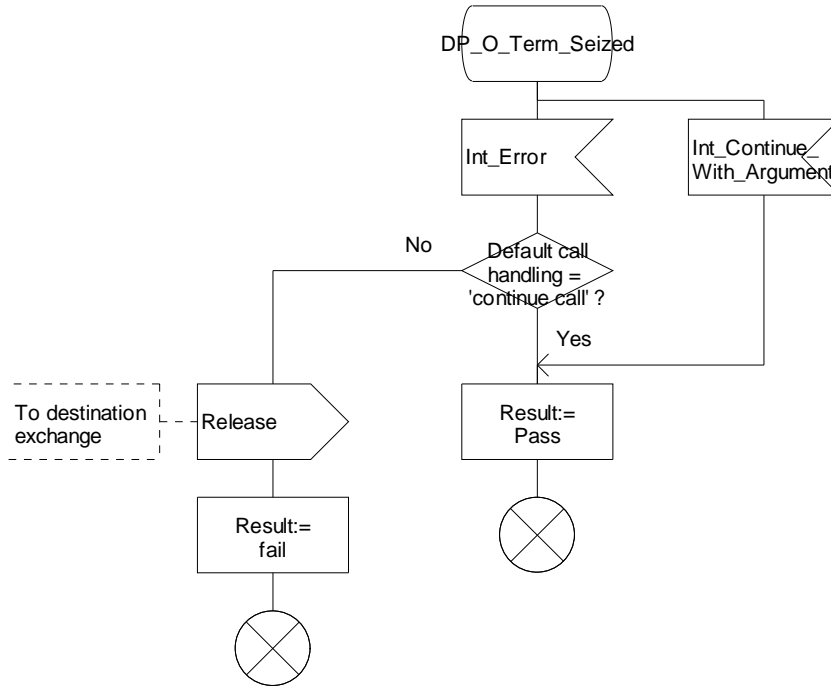 DP_O_Term_Seized
Int_Error
Int_Continue_
With_Argument
No
Default call
handling =
'continue call' ?
Yes
To destination
exchange
Release
Result:=
Pass
Result:=
fail